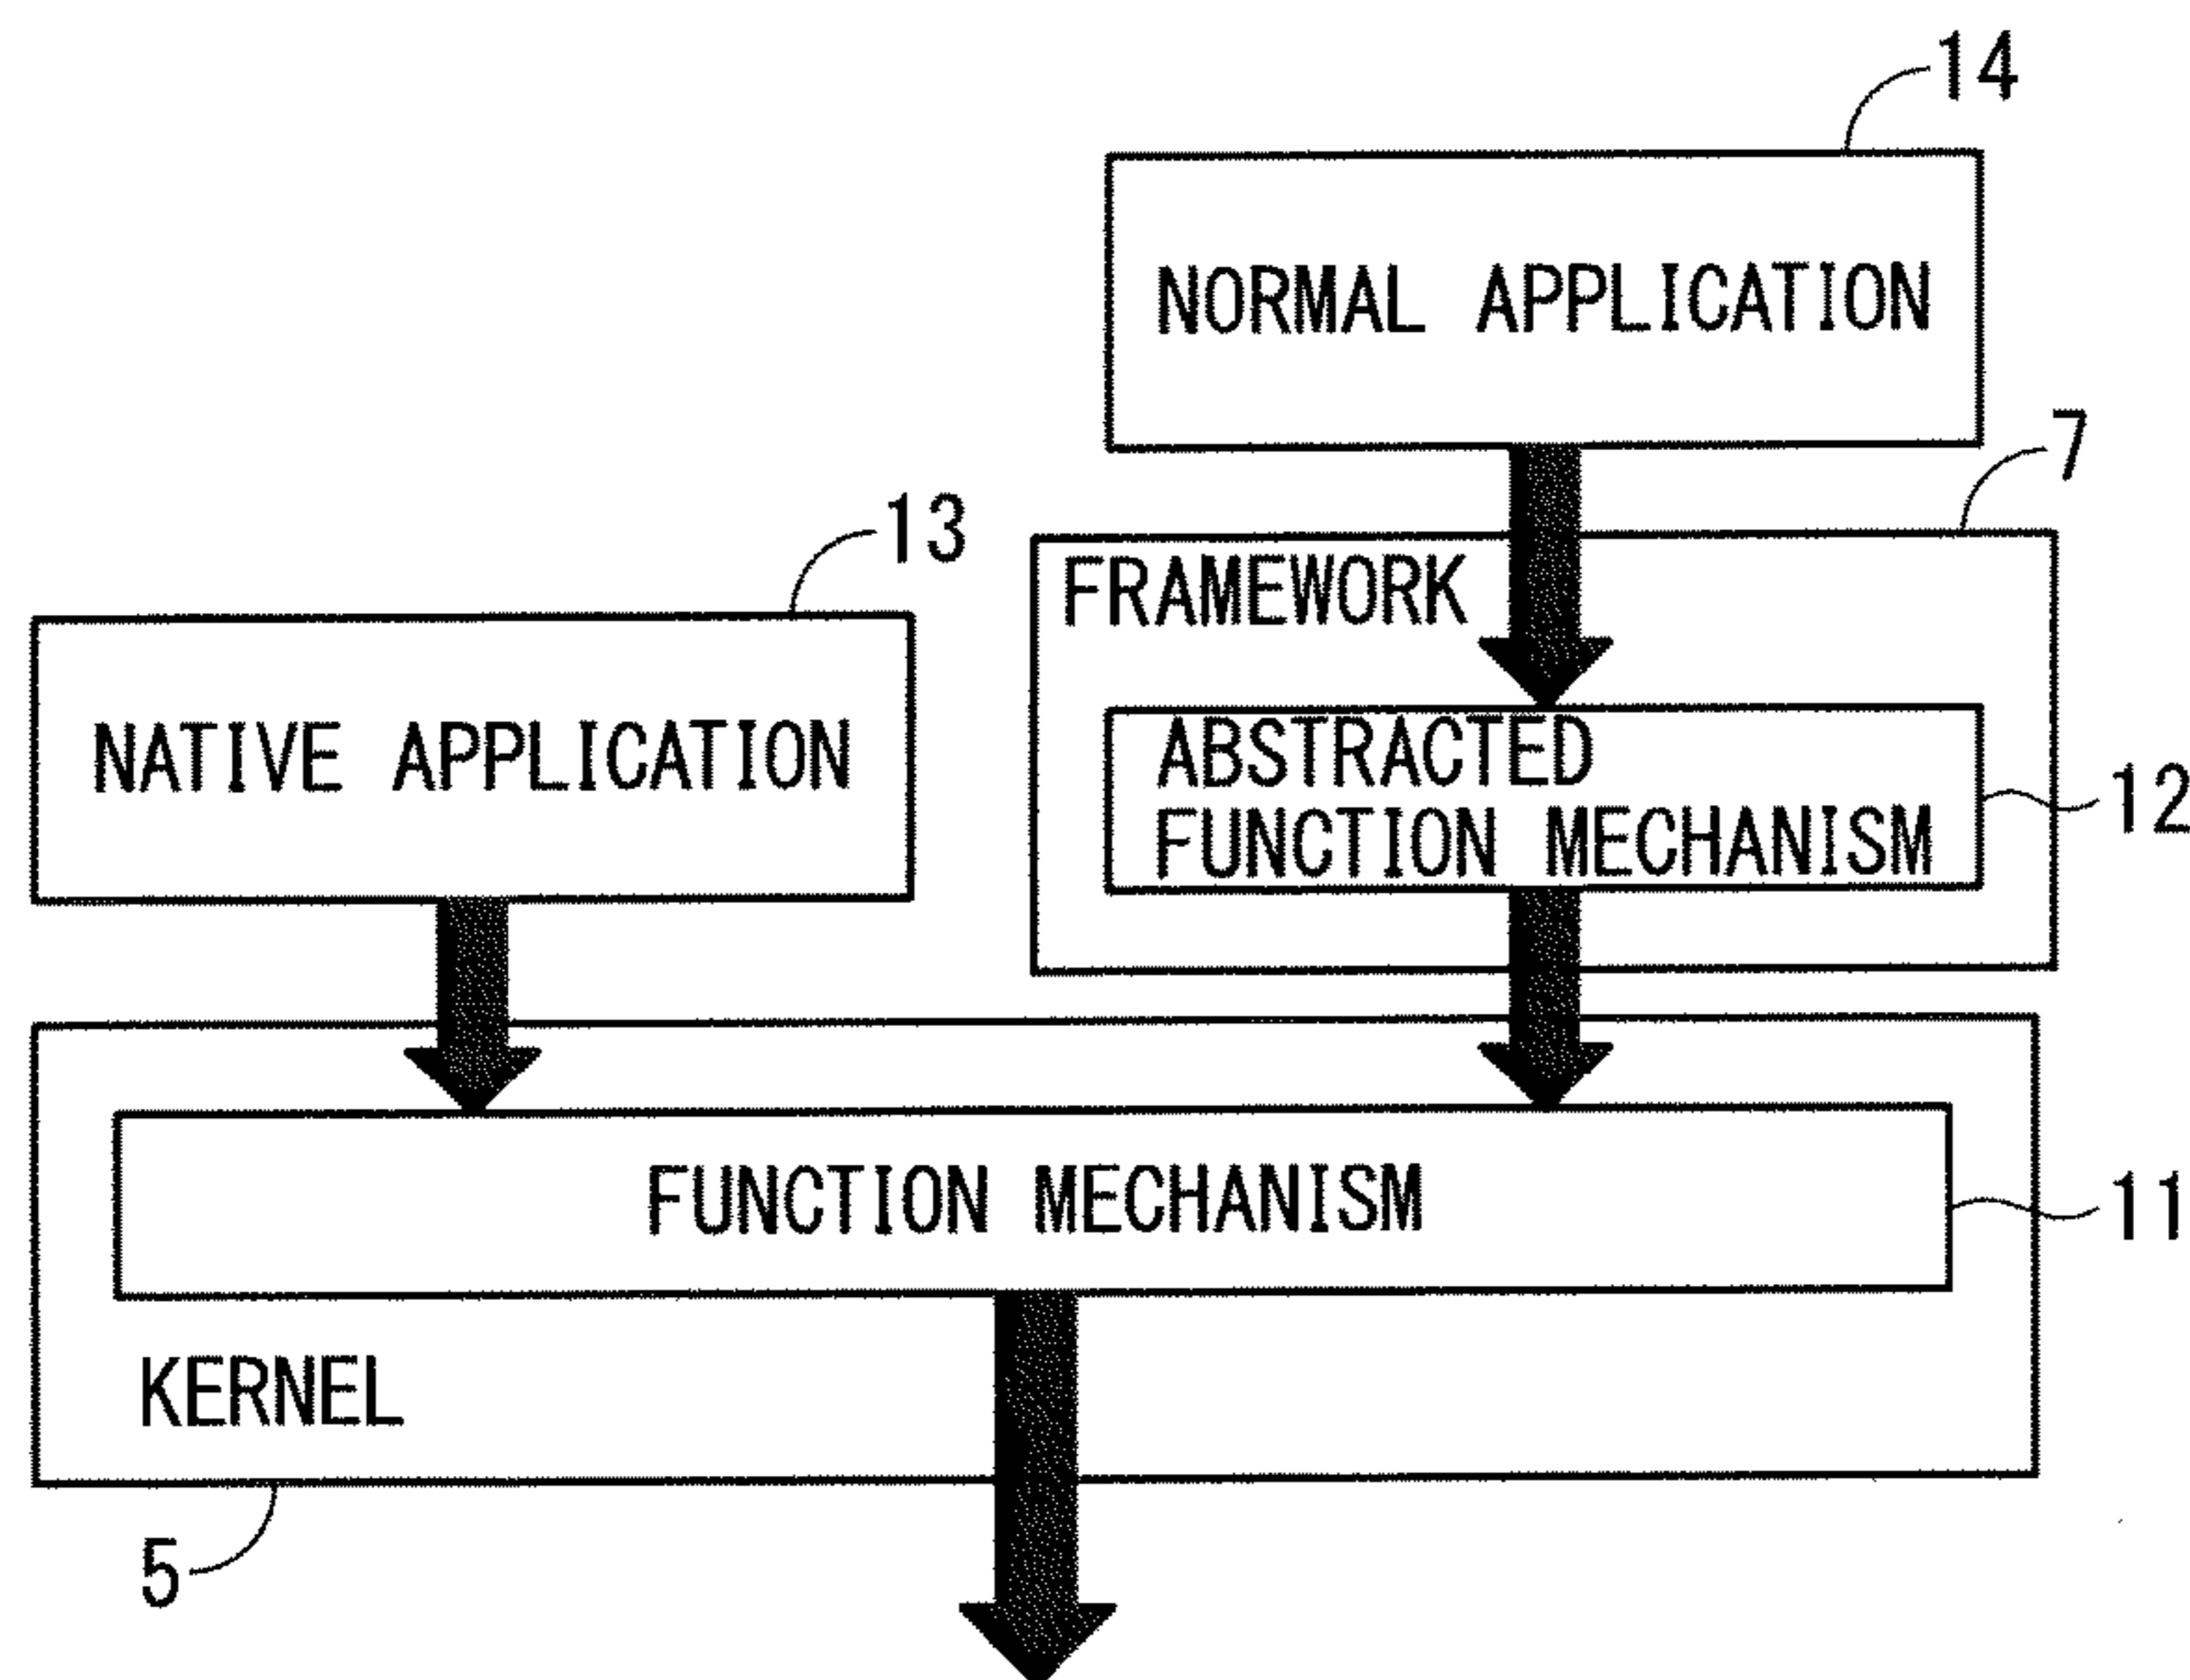 14
NORMAL APPLICATION
7
13
FRAMEWORK
NATIVE APPLICATION
ABSTRACTED
FUNCTION MECHANISM
12
FUNCTION MECHANISM
11
KERNEL
5